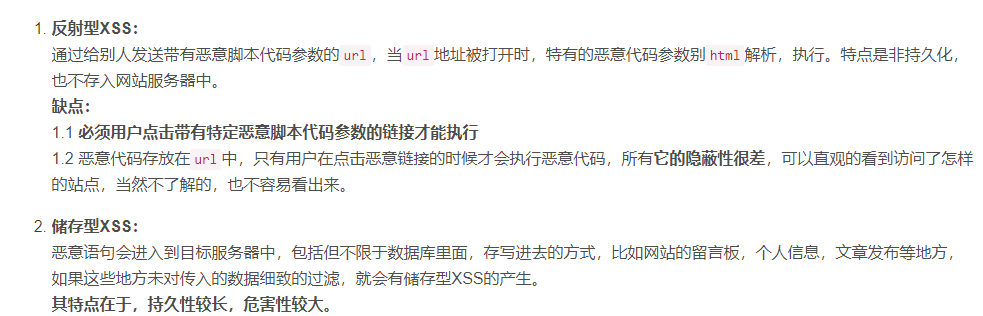 1. 反射型XSS：
通过给别人发送带有恶意脚本代码参数的 url，当 url 地址被打开时，特有的恶意代码参数别 html 解析，执行。特点是非持久化，
也不存入网站服务器中。
缺点：
1.1 必须用户点击带有特定恶意脚本代码参数的链接才能执行
1.2 恶意代码存放在 url 中，只有用户在点击恶意链接的时候才会执行恶意代码，所有它的隐蔽性很差，可以直观的看到访问了怎样
的站点，当然不了解的，也不容易看出来。
2. 储存型XSS：
恶意语句会进入到目标服务器中，包括但不限于数据库里面，存写进去的方式，比如网站的留言板，个人信息，文章发布等地方，
如果这些地方未对传入的数据细致的过滤，就会有储存型XSS的产生。
其特点在于，持久性较长，危害性较大。